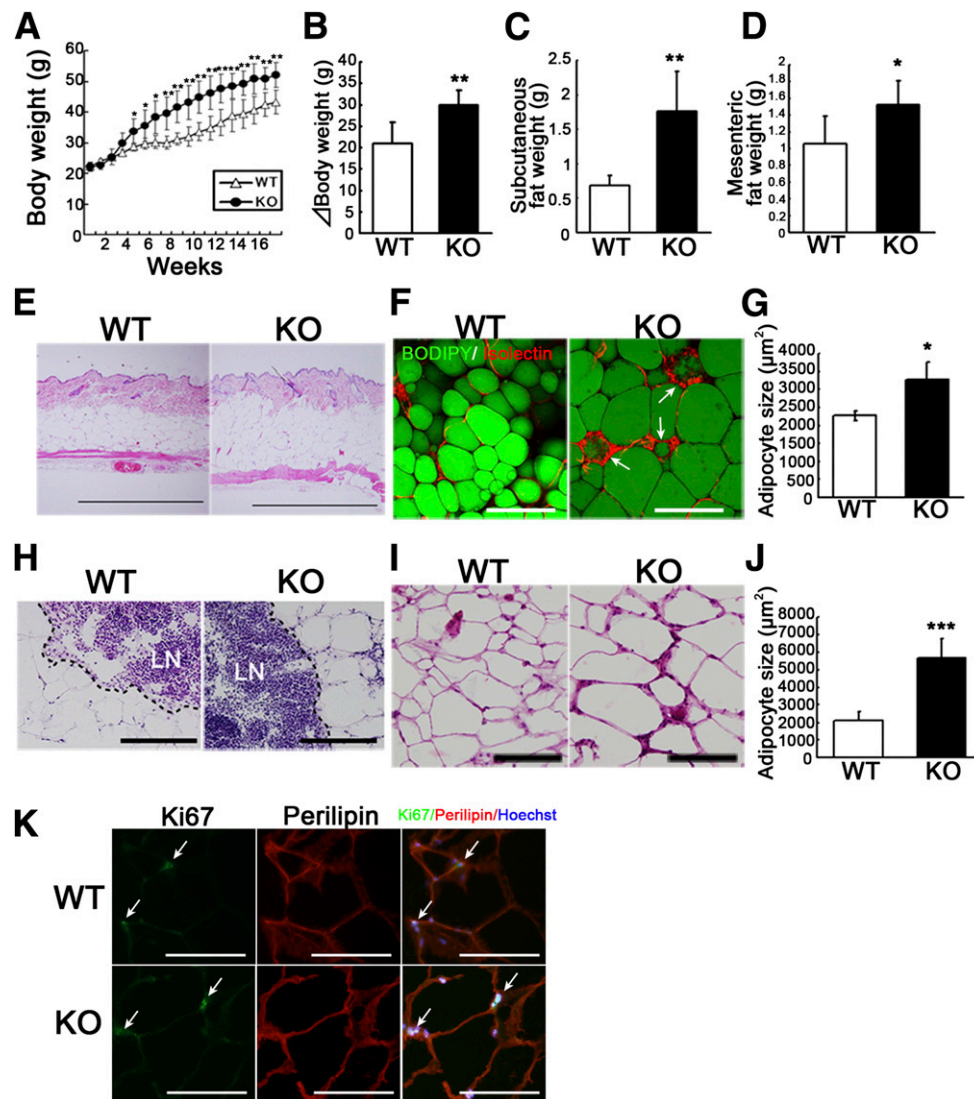 A
Body weight (g)
60
50
40
30
20
10
0
2 4 6 8 10 12 14 16
Weeks
WT
KO
* * * ** ** ** ** ** ** ** ** ** ** **
B
⊿Body weight (g)
40
35
30
25
20
15
10
5
0
**
WT KO
C
Subcutaneous
fat weight (g)
2.5
2
1.5
1
0.5
0
**
WT KO
D
Mesenteric
fat weight (g)
2
1.8
1.6
1.4
1.2
1
0.8
0.6
0.4
0.2
0
*
WT KO
E
WT KO
F
WT KO
BODIPY/ Isolectin
G
Adipocyte size (µm²)
4000
3500
3000
2500
2000
1500
1000
500
0
*
WT KO
H
WT KO
LN LN
I
WT KO
J
Adipocyte size (µm²)
8000
7000
6000
5000
4000
3000
2000
1000
0
***
WT KO
K
Ki67 Perilipin Ki67/Perilipin/Hoechst
WT
KO